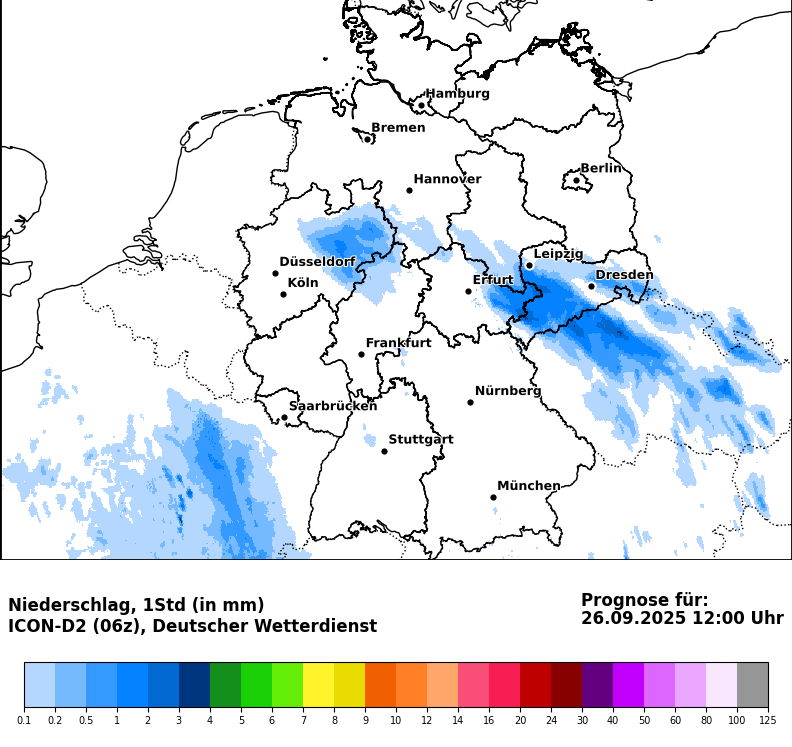 Hamburg
Bremen
Berlin
Hannover
Leipzig
Düsseldorf
Dresden
Köln
Erfurt
Frankfurt
Nürnberg
Saarbrücken
Stuttgart
München
Niederschlag, 1Std (in mm)
ICON-D2 (06z), Deutscher Wetterdienst
Prognose für:
26.09.2025 12:00 Uhr
0.1 0.2 0.5 1 2 3 4 5 6 7 8 9 10 12 14 16 20 24 30 40 50 60 80 100 125